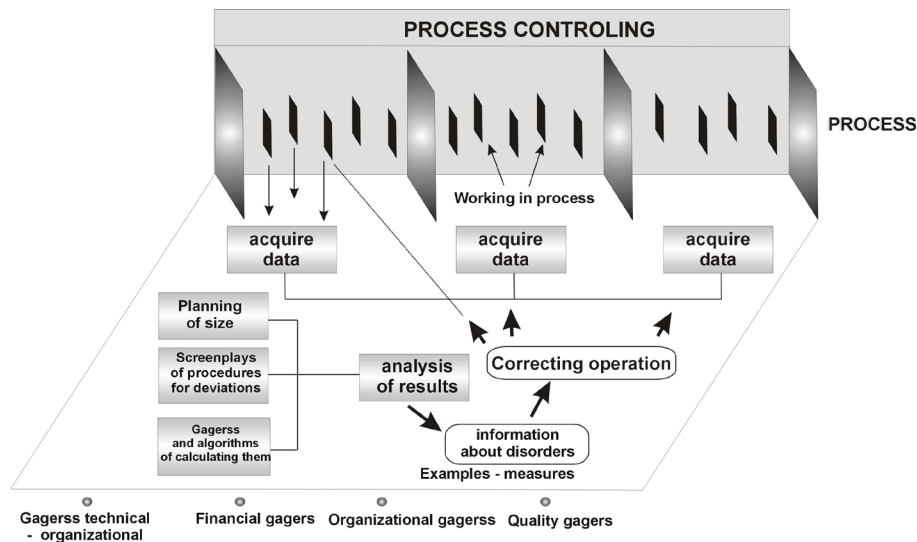 PROCESS CONTROLING
PROCESS
Working in process
acquire
data
acquire
data
acquire
data
Planning
of size
Screenplays
of procedures
for deviations
Gagerss
and algorithms
of calculating them
analysis
of results
Correcting operation
information
about disorders
Examples - measures
Gagerss technical
- organizational
Financial gagers
Organizational gagerss
Quality gagers